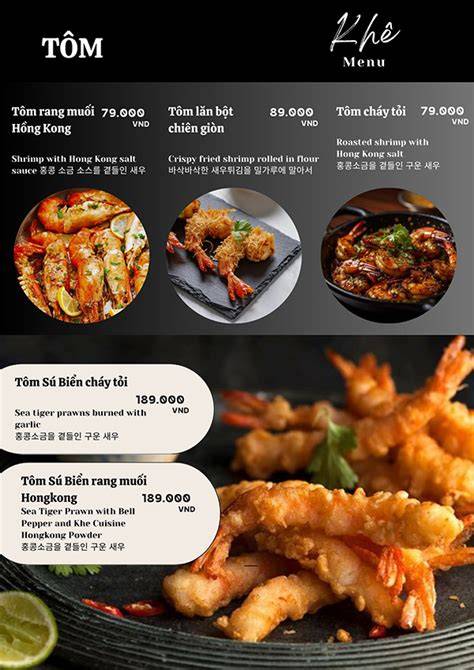 TÔM
Khê
Menu
Tôm rang muối
Hồng Kong
79.000
VND
Shrimp with Hong Kong salt
sauce 홍콩 소금 소스를 곁들인 새우
Tôm lăn bột
chiên giòn
89.000
VND
Crispy fried shrimp rolled in flour
바삭바삭한 새우튀김을 밀가루에 말아서
Tôm cháy tỏi
79.000
VND
Roasted shrimp with
Hong Kong salt
홍콩소금을 곁들인 구운 새우
Tôm Sú Biển cháy tỏi
189.000
VND
Sea tiger prawns burned with
garlic
홍콩소금을 곁들인 구운 새우
Tôm Sú Biển rang muối
Hongkong
189.000
VND
Sea Tiger Prawn with Bell
Pepper and Khe Cuisine
Hongkong Powder
홍콩소금을 곁들인 구운 새우